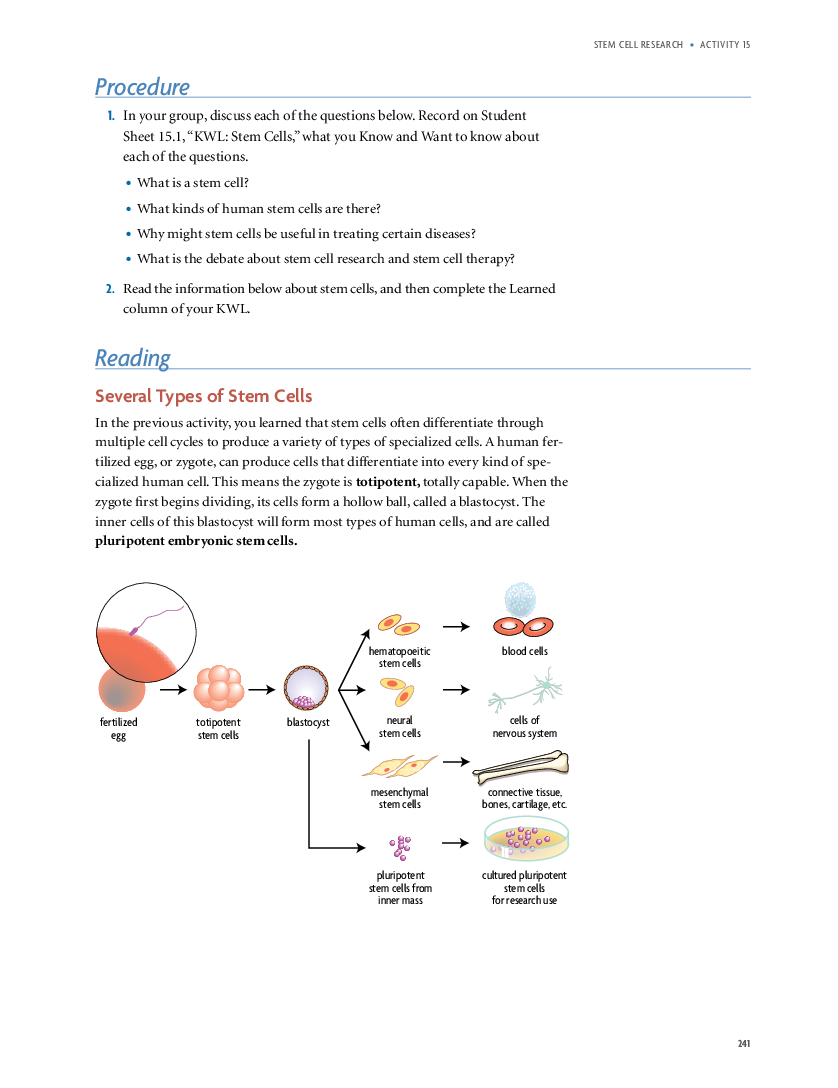 STEM CELL RESEARCH • ACTIVITY 15
Procedure
1. In your group, discuss each of the questions below. Record on Student
Sheet 15.1, “KWL: Stem Cells,” what you Know and Want to know about
each of the questions.
• What is a stem cell?
• What kinds of human stem cells are there?
• Why might stem cells be useful in treating certain diseases?
• What is the debate about stem cell research and stem cell therapy?
2. Read the information below about stem cells, and then complete the Learned
column of your KWL.
Reading
Several Types of Stem Cells
In the previous activity, you learned that stem cells often differentiate through
multiple cell cycles to produce a variety of types of specialized cells. A human fer-
tilized egg, or zygote, can produce cells that differentiate into every kind of spe-
cialized human cell. This means the zygote is totipotent, totally capable. When the
zygote first begins dividing, its cells form a hollow ball, called a blastocyst. The
inner cells of this blastocyst will form most types of human cells, and are called
pluripotent embryonic stem cells.
fertilized
egg
totipotent
stem cells
blastocyst
hematopoeitic
stem cells
blood cells
neural
stem cells
cells of
nervous system
mesenchymal
stem cells
connective tissue,
bones, cartilage, etc.
pluripotent
stem cells from
inner mass
cultured pluripotent
stem cells
for research use
241